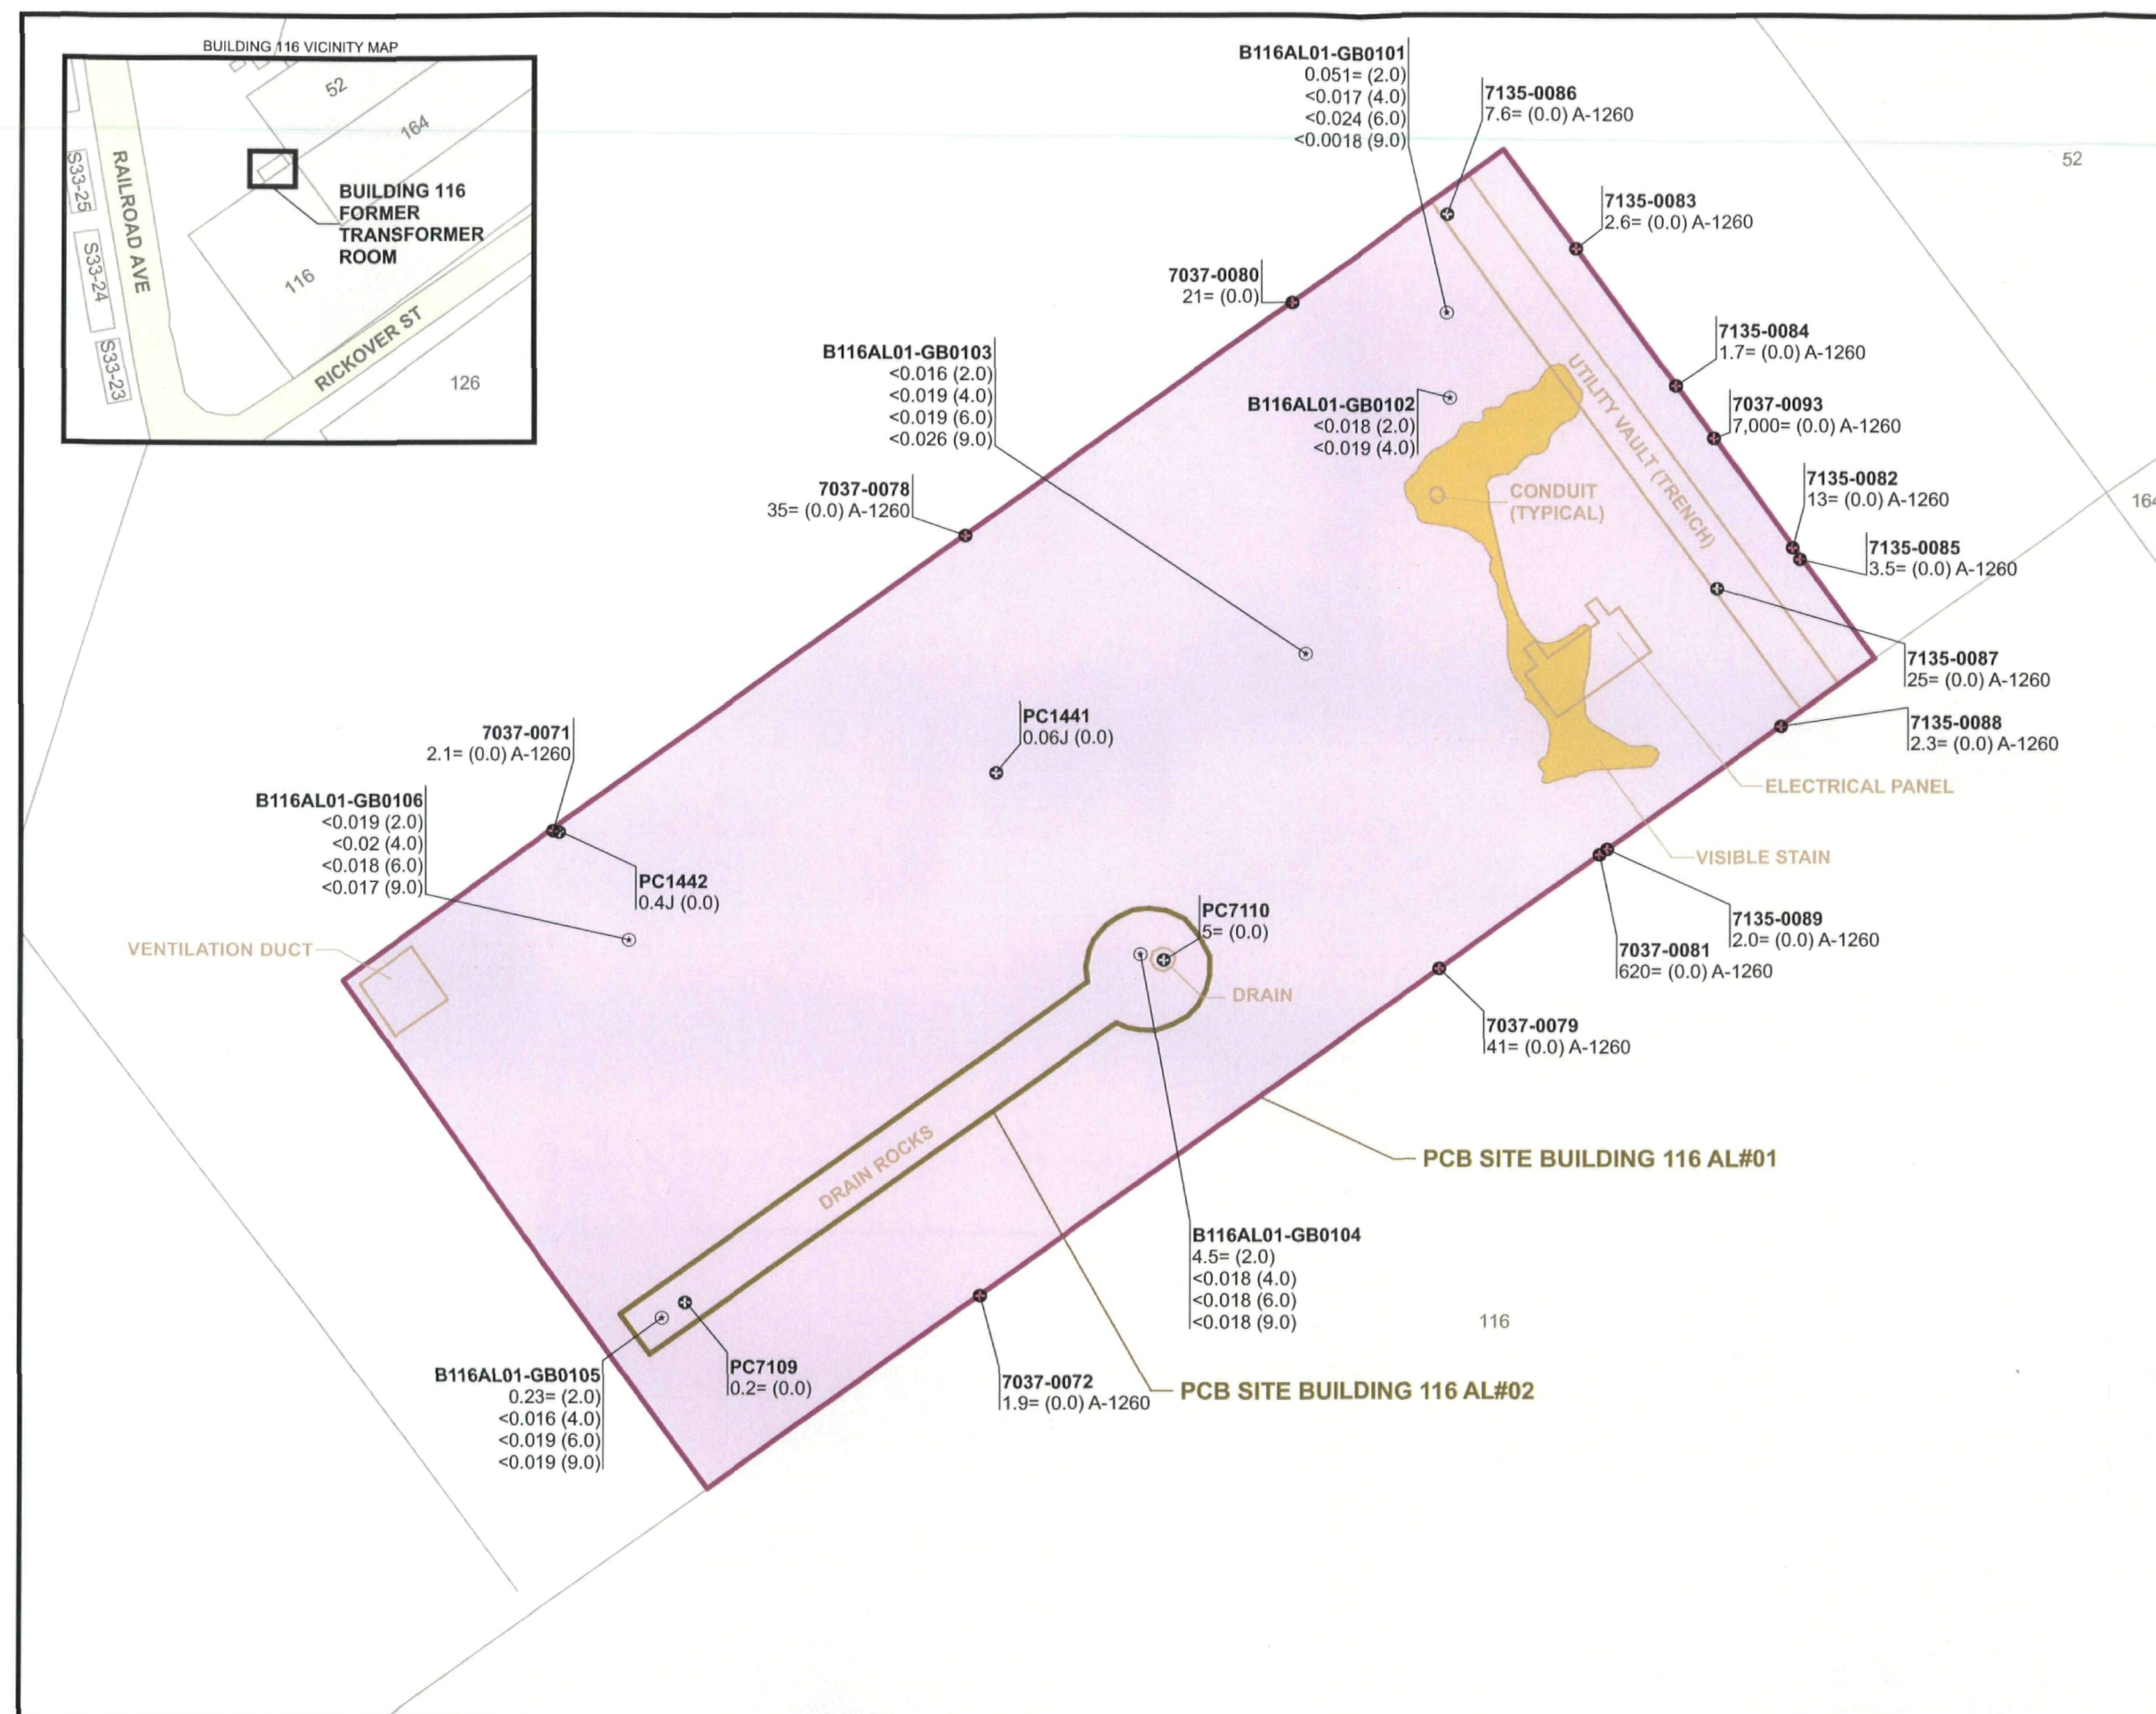 BUILDING 116 VICINITY MAP
52
164
S33-25
RAILROAD AVE
BUILDING 116
FORMER
TRANSFORMER
ROOM
S33-24
116
S33-23
RICKOVER ST
126
B116AL01-GB0101
0.051= (2.0)
<0.017 (4.0)
<0.024 (6.0)
<0.0018 (9.0)
7135-0086
7.6= (0.0) A-1260
52
7135-0083
2.6= (0.0) A-1260
7037-0080
21= (0.0)
7135-0084
1.7= (0.0) A-1260
B116AL01-GB0103
<0.016 (2.0)
<0.019 (4.0)
<0.019 (6.0)
<0.026 (9.0)
B116AL01-GB0102
<0.018 (2.0)
<0.019 (4.0)
UTILITY VAULT (TRENCH)
7037-0093
7,000= (0.0) A-1260
7037-0078
35= (0.0) A-1260
CONDUIT
(TYPICAL)
7135-0082
13= (0.0) A-1260
164
7135-0085
3.5= (0.0) A-1260
7135-0087
25= (0.0) A-1260
7037-0071
2.1= (0.0) A-1260
PC1441
0.06J (0.0)
7135-0088
2.3= (0.0) A-1260
ELECTRICAL PANEL
B116AL01-GB0106
<0.019 (2.0)
<0.02 (4.0)
<0.018 (6.0)
<0.017 (9.0)
VISIBLE STAIN
PC1442
0.4J (0.0)
PC7110
5= (0.0)
7135-0089
2.0= (0.0) A-1260
VENTILATION DUCT
7037-0081
620= (0.0) A-1260
DRAIN
7037-0079
41= (0.0) A-1260
DRAIN ROCKS
PCB SITE BUILDING 116 AL#01
B116AL01-GB0104
4.5= (2.0)
<0.018 (4.0)
<0.018 (6.0)
<0.018 (9.0)
116
B116AL01-GB0105
0.23= (2.0)
<0.016 (4.0)
<0.019 (6.0)
<0.019 (9.0)
PC7109
0.2= (0.0)
7037-0072
1.9= (0.0) A-1260
PCB SITE BUILDING 116 AL#02